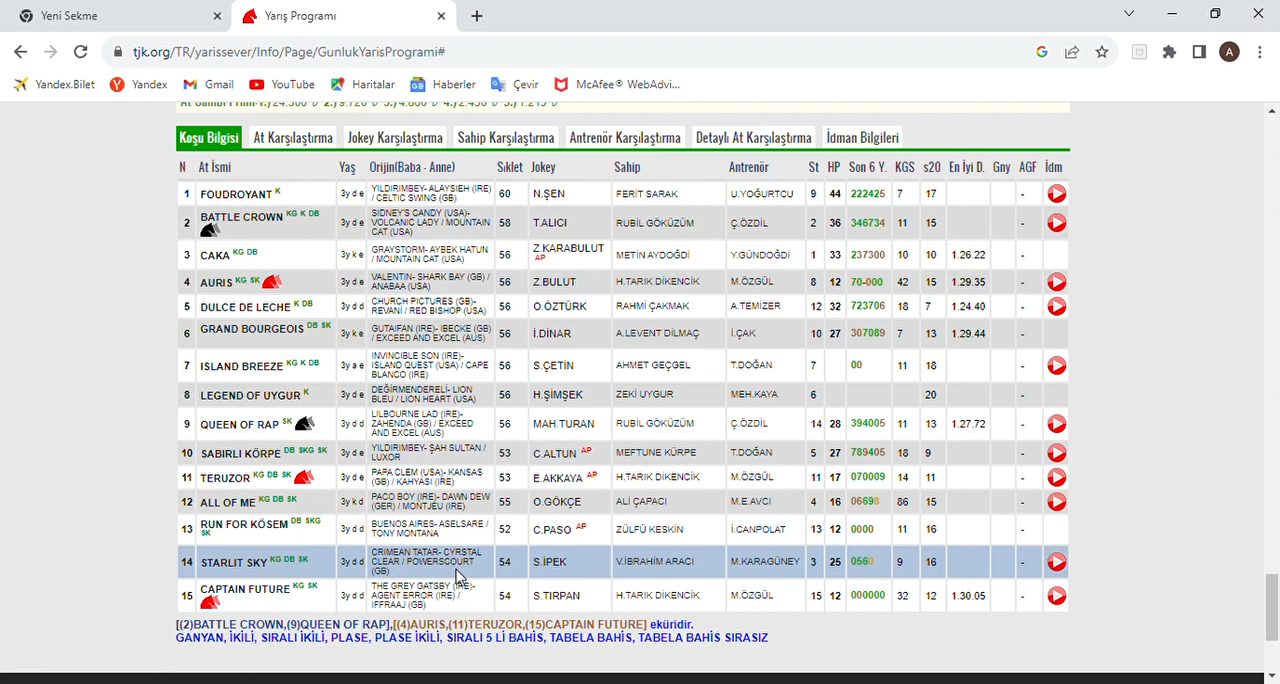 Yeni Sekme
Yarış Programı
tjk.org/TR/yarissever/Info/Page/GunlukYarisProgrami#
Yandex.Bilet Yandex Gmail YouTube Haritalar Haberler Çevir McAfee® WebAdvi...
Koşu Bilgisi At Karşılaştırma Jokey Karşılaştırma Sahip Karşılaştırma Antrenör Karşılaştırma Detaylı At Karşılaştırma İdman Bilgileri
N At İsmi Yaş Orijin(Baba - Anne) Sıklet Jokey Sahip Antrenör St HP Son 6 Y. KGS s20 En İyi D. Gny AGF İdm
1 FOUDROYANT K 3y d e YILDIRIMBEY- ALAYSIEH (IRE) / CELTIC SWING (GB) 60 N.ŞEN FERİT SARAK U.YOĞURTCU 9 44 222425 7 17 -
2 BATTLE CROWN KG K DB 3y d e SIDNEY'S CANDY (USA)- VOLCANIC LADY / MOUNTAIN CAT (USA) 58 T.ALICI RUBİL GÖKÜZÜM Ç.ÖZDİL 2 36 346734 11 15 -
3 CAKA KG DB 3y k e GRAYSTORM- AYBEK HATUN / MOUNTAIN CAT (USA) 56 Z.KARABULUT AP METİN AYDOĞDİ Y.GÜNDOĞDİ 1 33 237300 10 10 1.26.22 -
4 AURIS KG SK 3y d e VALENTIN- SHARK BAY (GB) / ANABAA (USA) 56 Z.BULUT H.TARIK DİKENCİK M.ÖZGÜL 8 12 70-000 42 15 1.29.35 -
5 DULCE DE LECHE K DB 3y d d CHURCH PICTURES (GB)- REVANI / RED BISHOP (USA) 56 O.ÖZTÜRK RAHMİ ÇAKMAK A.TEMİZER 12 32 723706 18 7 1.24.40 -
6 GRAND BOURGEOIS DB SK 3y k e GUTAIFAN (IRE)- IBECKE (GB) / EXCEED AND EXCEL (AUS) 56 İ.DİNAR A.LEVENT DİLMAÇ İ.ÇAK 10 27 307089 7 13 1.29.44 -
7 ISLAND BREEZE KG K DB 3y a e INVINCIBLE SON (IRE)- ISLAND QUEST (USA) / CAPE BLANCO (IRE) 56 S.ÇETİN AHMET GEÇGEL T.DOĞAN 7 00 11 18 -
8 LEGEND OF UYGUR K 3y d e DEĞİRMENDERELİ- LION BLEU / LION HEART (USA) 56 H.ŞİMŞEK ZEKİ UYGUR MEH.KAYA 6 20 -
9 QUEEN OF RAP SK 3y d d LILBOURNE LAD (IRE)- ZAHENDA (GB) / EXCEED AND EXCEL (AUS) 56 MAH.TURAN RUBİL GÖKÜZÜM Ç.ÖZDİL 14 28 394005 11 13 1.27.72 -
10 SABIRLI KÖRPE DB SKG SK 3y d e YILDIRIMBEY- ŞAH SULTAN / LUXOR 53 C.ALTUN AP MEFTUNE KÜRPE T.DOĞAN 5 27 789405 18 9 -
11 TERUZOR KG DB SK 3y d e PAPA CLEM (USA)- KANSAS (GB) / KAHYASI (IRE) 53 E.AKKAYA AP H.TARIK DİKENCİK M.ÖZGÜL 11 17 070009 14 11 -
12 ALL OF ME KG DB SK 3y k d PACO BOY (IRE)- DAWN DEW (GER) / MONTJEU (IRE) 55 O.GÖKÇE ALİ ÇAPACI M.E.AVCI 4 16 06698 86 15 -
13 RUN FOR KÖSEM DB SKG SK 3y d d BUENOS AIRES- ASELSARE / TONY MONTANA 52 C.PASO AP ZÜLFÜ KESKİN İ.CANPOLAT 13 12 0000 11 16 -
14 STARLIT SKY KG DB SK 3y d d CRIMEAN TATAR- CYRSTAL CLEAR / POWERSCOURT (GB) 54 S.İPEK V.İBRAHİM ARACI M.KARAGÜNEY 3 25 0560 9 16 -
15 CAPTAIN FUTURE KG SK 3y d d THE GREY GATSBY (IRE)- AGENT ERROR (IRE) / IFFRAAJ (GB) 54 S.TIRPAN H.TARIK DİKENCİK M.ÖZGÜL 15 12 000000 32 12 1.30.05 -
[(2)BATTLE CROWN,(9)QUEEN OF RAP],[(4)AURIS,(11)TERUZOR,(15)CAPTAIN FUTURE] eküridir.
GANYAN, İKİLİ, SIRALI İKİLİ, PLASE, PLASE İKİLİ, SIRALI 5 Lİ BAHİS, TABELA BAHİS, TABELA BAHİS SIRASIZ